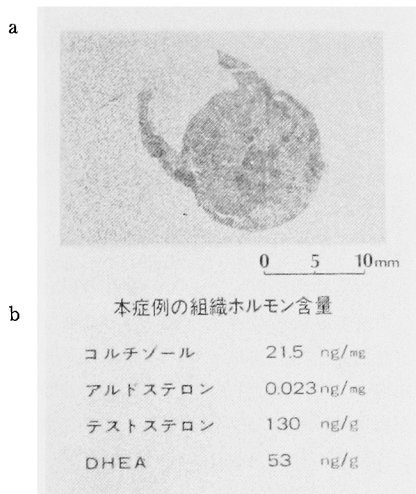 a
0 5 10mm
b
本症例の組織ホルモン含量
コルチゾール 21.5 ng/mg
アルドステロン 0.023ng/mg
テストステロン 130 ng/g
DHEA 53 ng/g